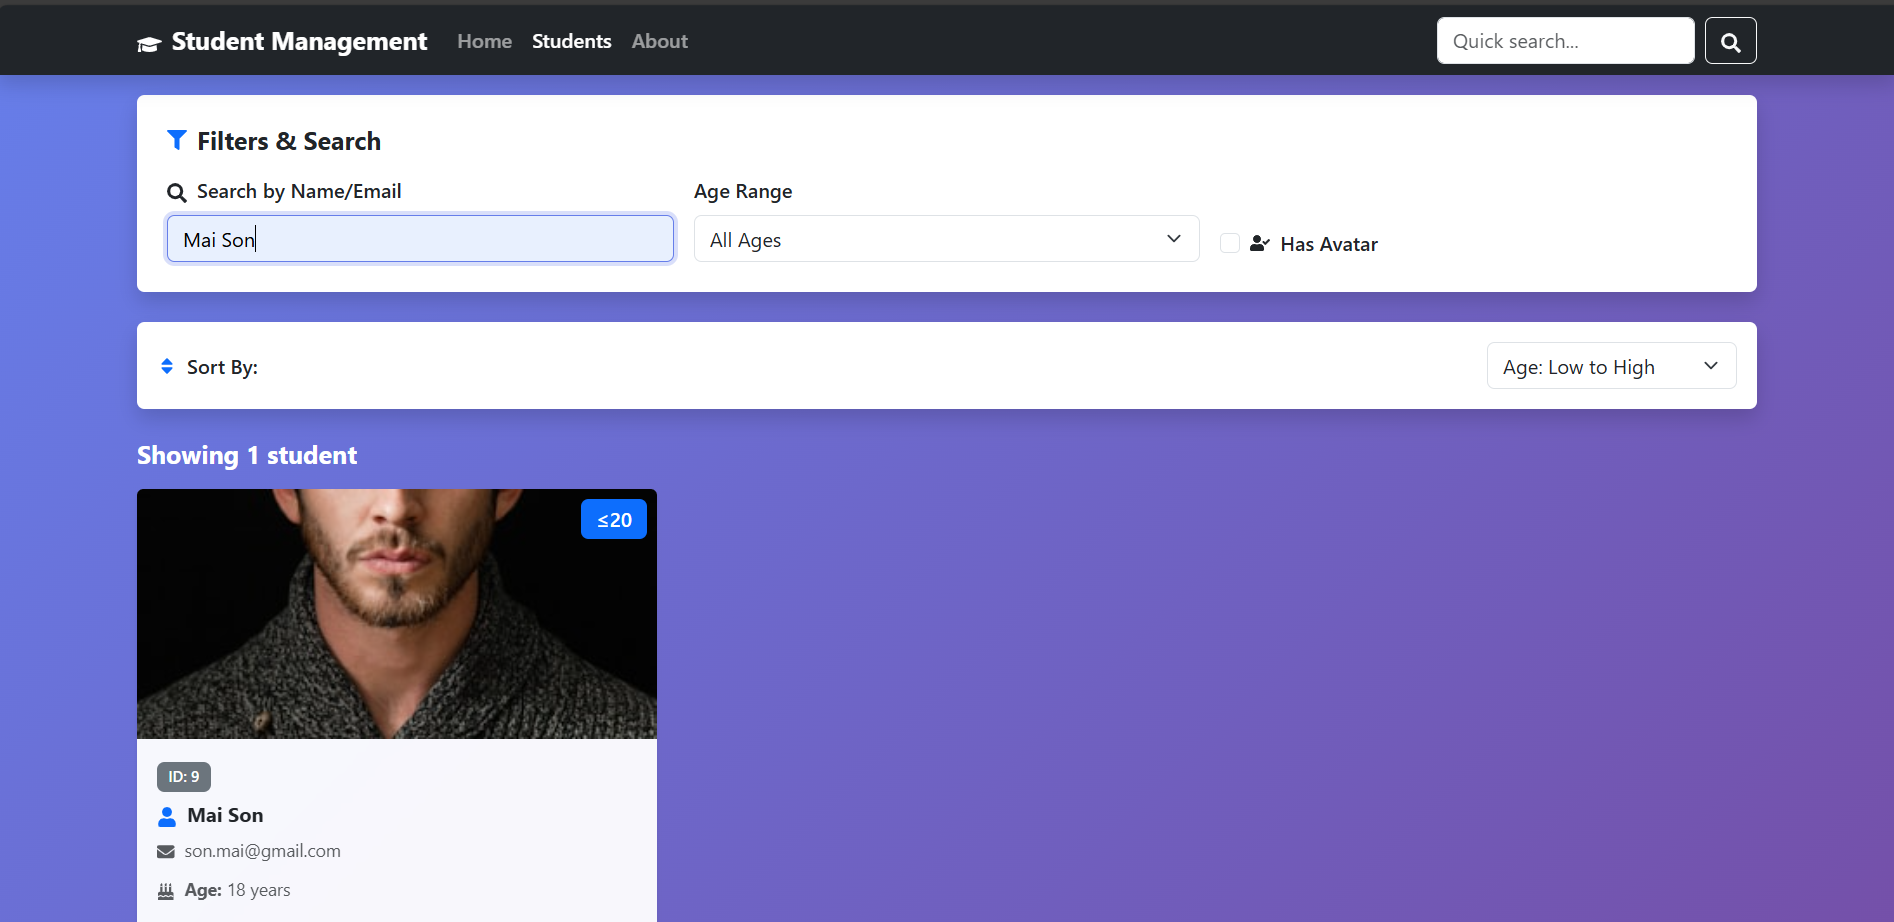 Student Management Home Students About Quick search...
Filters & Search
Search by Name/Email Age Range
Mai Son All Ages Has Avatar
Sort By: Age: Low to High
Showing 1 student
≤20
ID: 9
Mai Son
son.mai@gmail.com
Age: 18 years